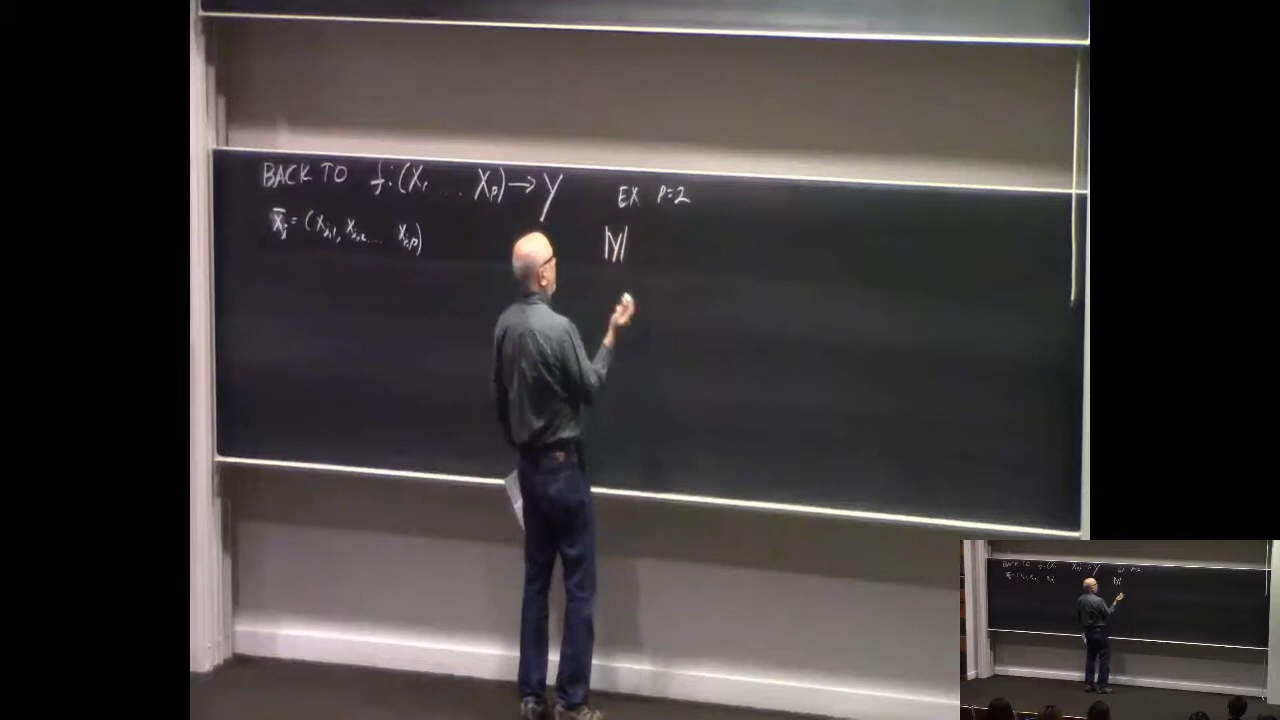 BACK TO f:(X₁ ... Xₚ)→Y
X̄ᵢ=(Xᵢ,₁, Xᵢ,₂... Xᵢ,ₚ)
EX P=2
|Y|